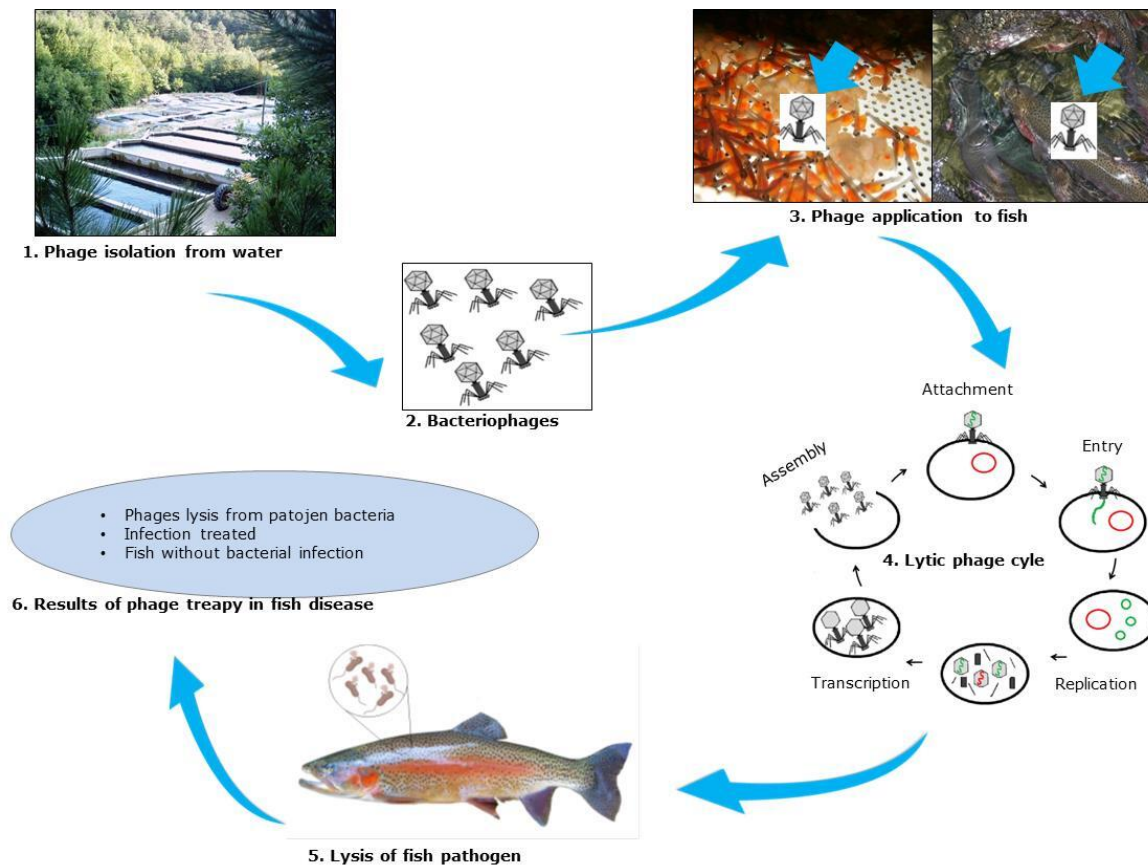 1. Phage isolation from water
2. Bacteriophages
3. Phage application to fish
Attachment
Entry
Assembly
4. Lytic phage cyle
Transcription
Replication
5. Lysis of fish pathogen
• Phages lysis from patojen bacteria
• Infection treated
• Fish without bacterial infection
6. Results of phage treapy in fish disease